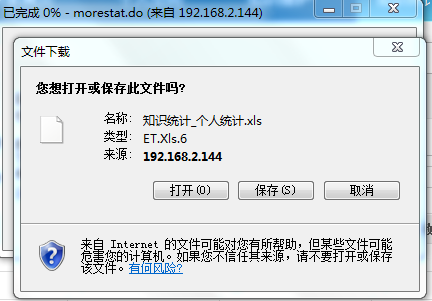 已完成 0% - morestat.do (来自 192.168.2.144)
文件下载
您想打开或保存此文件吗?
名称: 知识统计_个人统计.xls
类型: ET.Xls.6
来源: 192.168.2.144
打开(O) 保存(S) 取消
来自 Internet 的文件可能对您有所帮助，但某些文件可能
危害您的计算机。如果您不信任其来源，请不要打开或保存
该文件。有何风险?